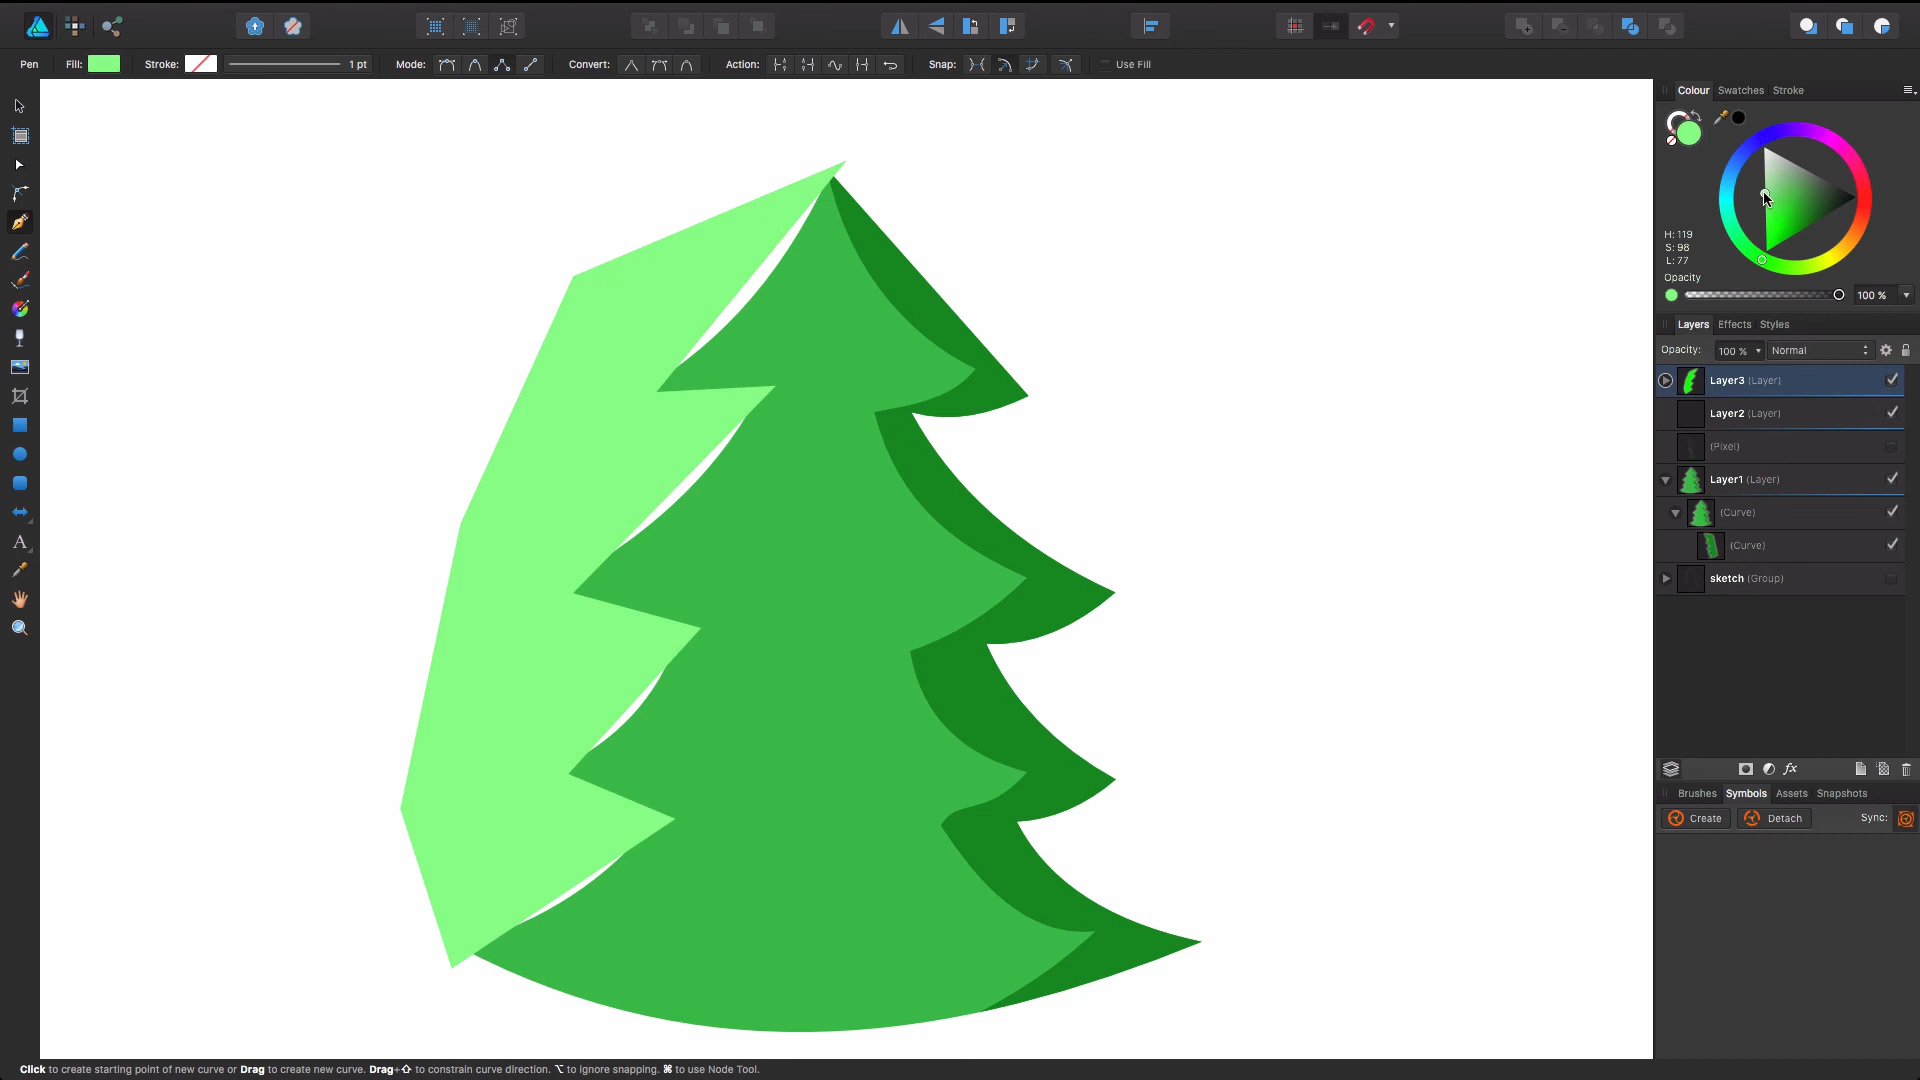 Pen Fill: Stroke: 1 pt Mode: Convert: Action: Snap: Use Fill
Colour Swatches Stroke
H: 119
S: 98
L: 77
Opacity
100 %
Layers Effects Styles
Opacity: 100 % Normal
Layer3 (Layer)
Layer2 (Layer)
(Pixel)
Layer1 (Layer)
(Curve)
(Curve)
sketch (Group)
fx
Brushes Symbols Assets Snapshots
Create Detach Sync:
A
Click to create starting point of new curve or Drag to create new curve. Drag+⇧ to constrain curve direction. ⌥ to ignore snapping. ⌘ to use Node Tool.